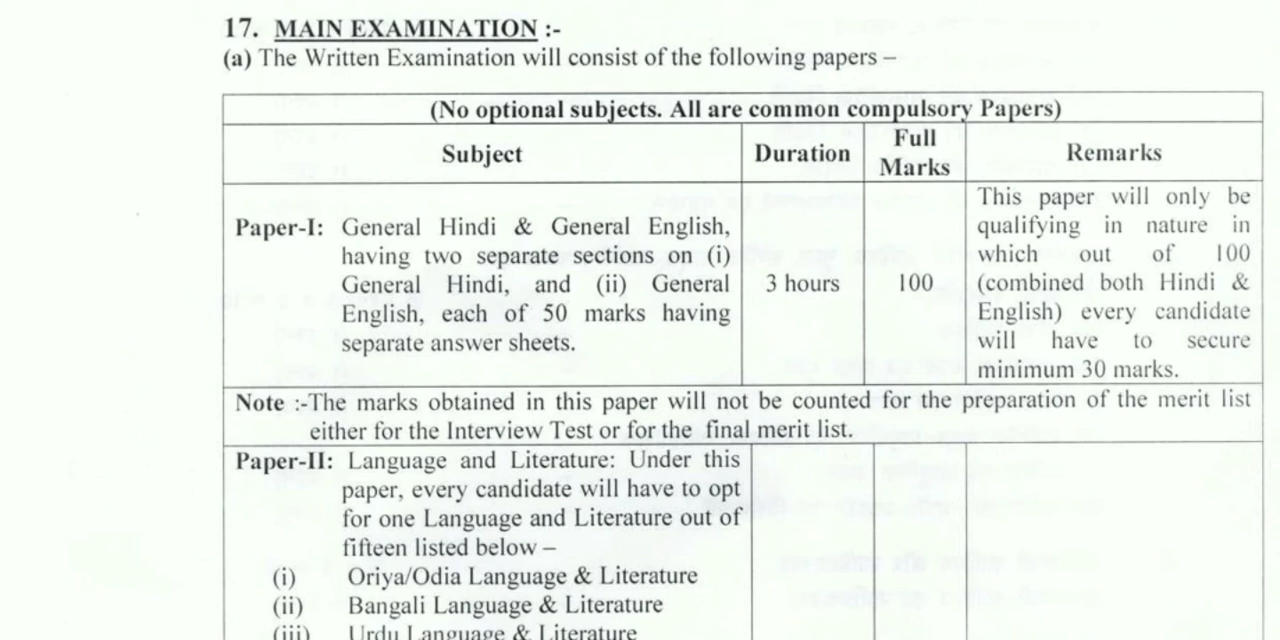 17. MAIN EXAMINATION :-
(a) The Written Examination will consist of the following papers –
(No optional subjects. All are common compulsory Papers)
Subject
Duration
Full
Marks
Remarks
Paper-I: General Hindi & General English,
having two separate sections on (i)
General Hindi, and (ii) General
English, each of 50 marks having
separate answer sheets.
3 hours
100
This paper will only be
qualifying in nature in
which out of 100
(combined both Hindi &
English) every candidate
will have to secure
minimum 30 marks.
Note :-The marks obtained in this paper will not be counted for the preparation of the merit list
either for the Interview Test or for the final merit list.
Paper-II: Language and Literature: Under this
paper, every candidate will have to opt
for one Language and Literature out of
fifteen listed below –
(i) Oriya/Odia Language & Literature
(ii) Bangali Language & Literature
(iii) Urdu Language & Literature